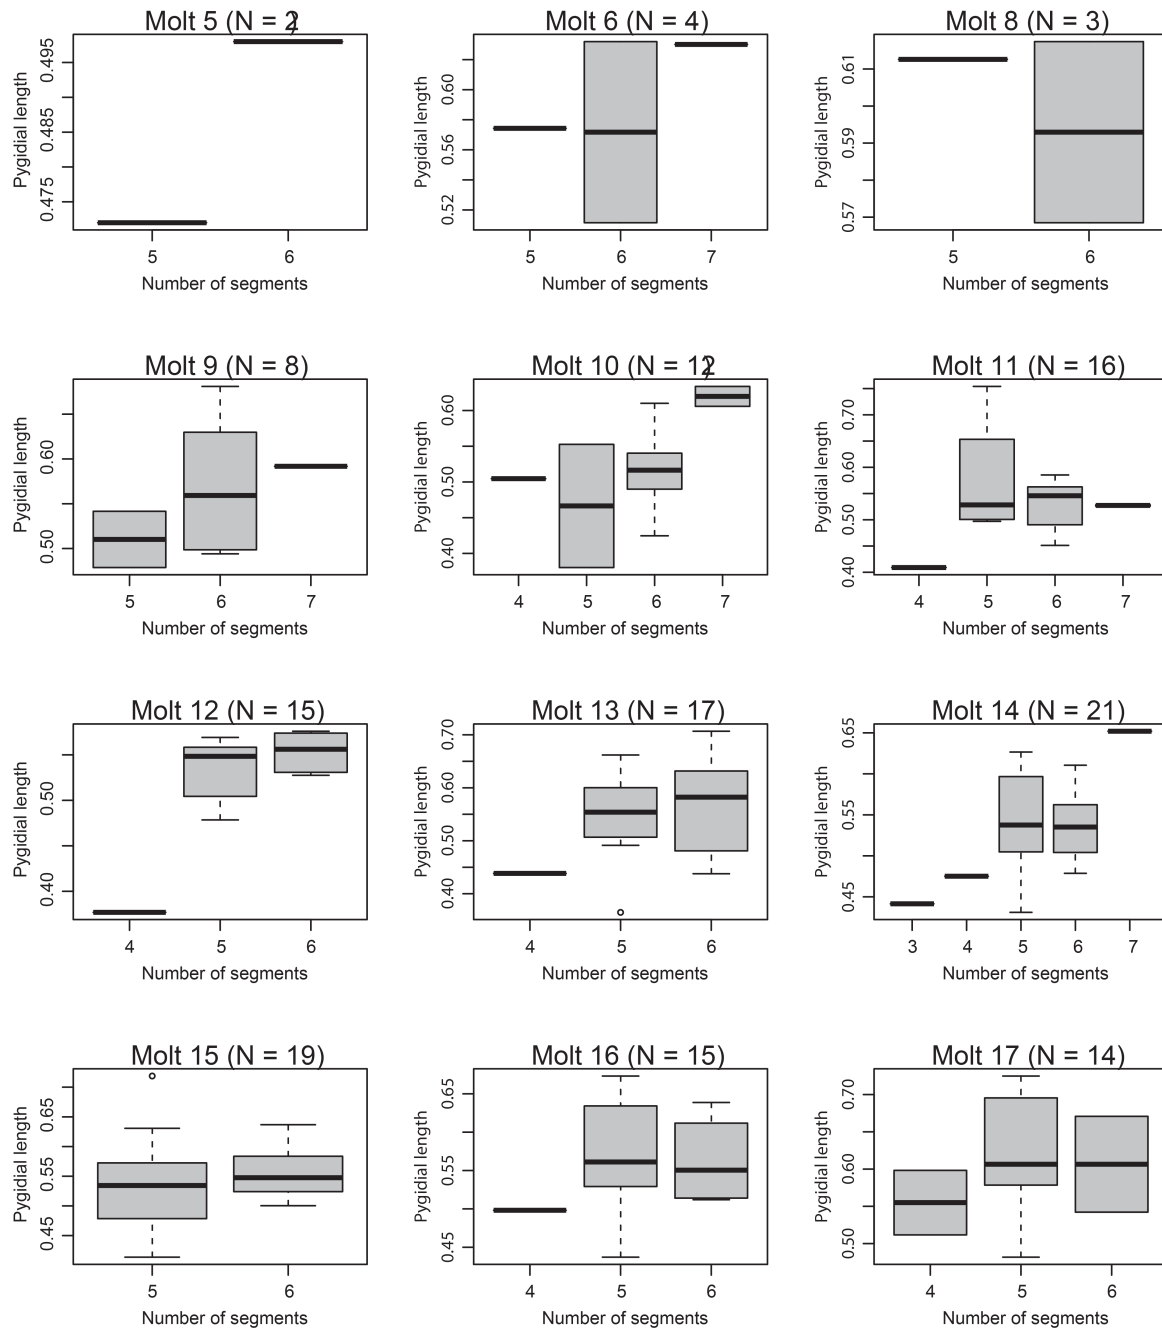 Molt 5 (N = 2)
Pygidial length
0.475 0.485 0.495
5 6
Number of segments
Molt 6 (N = 4)
Pygidial length
0.52 0.56 0.60
5 6 7
Number of segments
Molt 8 (N = 3)
Pygidial length
0.57 0.59 0.61
5 6
Number of segments
Molt 9 (N = 8)
Pygidial length
0.50 0.60
5 6 7
Number of segments
Molt 10 (N = 12)
Pygidial length
0.40 0.50 0.60
4 5 6 7
Number of segments
Molt 11 (N = 16)
Pygidial length
0.40 0.50 0.60 0.70
4 5 6 7
Number of segments
Molt 12 (N = 15)
Pygidial length
0.40 0.50
4 5 6
Number of segments
Molt 13 (N = 17)
Pygidial length
0.40 0.50 0.60 0.70
4 5 6
Number of segments
Molt 14 (N = 21)
Pygidial length
0.45 0.55 0.65
3 4 5 6 7
Number of segments
Molt 15 (N = 19)
Pygidial length
0.45 0.55 0.65
5 6
Number of segments
Molt 16 (N = 15)
Pygidial length
0.45 0.55 0.65
4 5 6
Number of segments
Molt 17 (N = 14)
Pygidial length
0.50 0.60 0.70
4 5 6
Number of segments